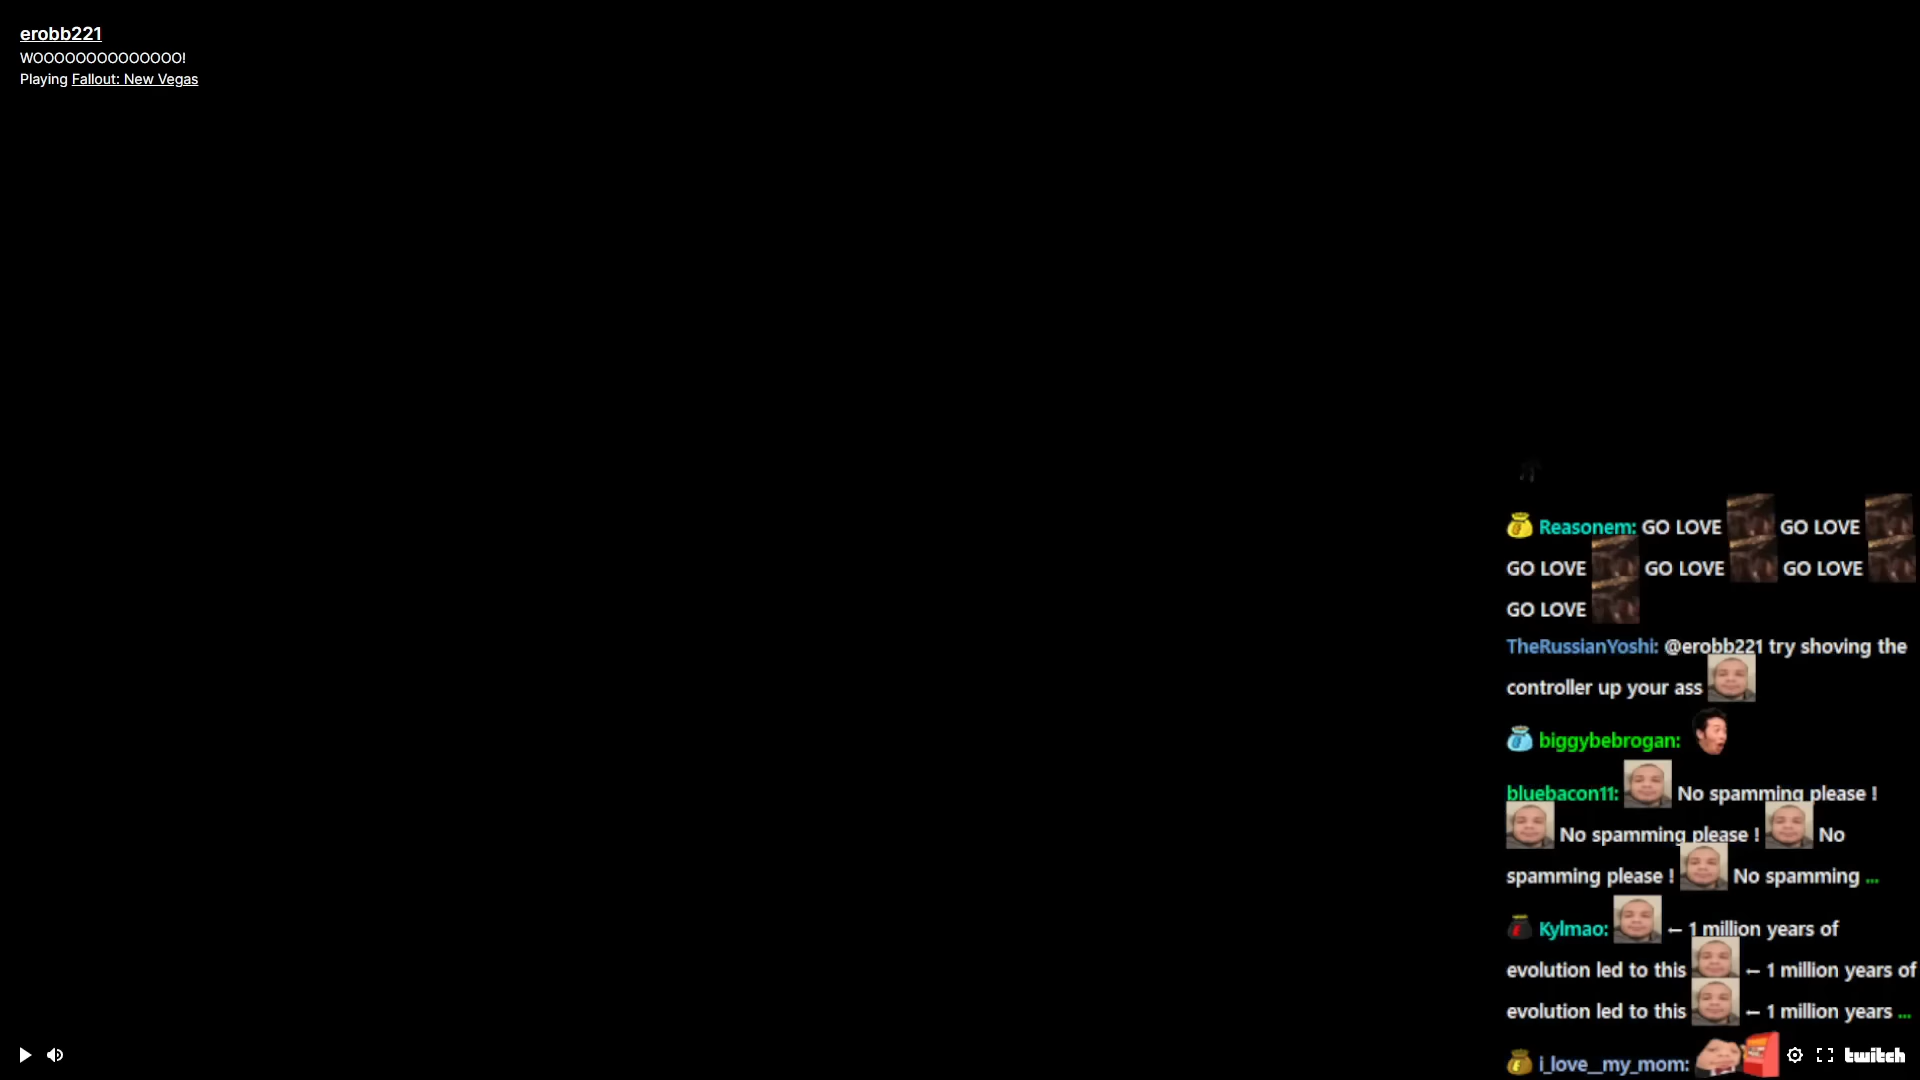 erobb221
WOOOOOOOOOOOOOO!
Playing Fallout: New Vegas
Reasonem: GO LOVE GO LOVE
GO LOVE GO LOVE GO LOVE
GO LOVE
TheRussianYoshi: @erobb221 try shoving the
controller up your ass
biggybebrogan:
bluebacon11: No spamming please !
No spamming please ! No
spamming please ! No spamming ...
Kylmao: ← 1 million years of
evolution led to this ← 1 million years of
evolution led to this ← 1 million years ...
i_love__my_mom:
twitch